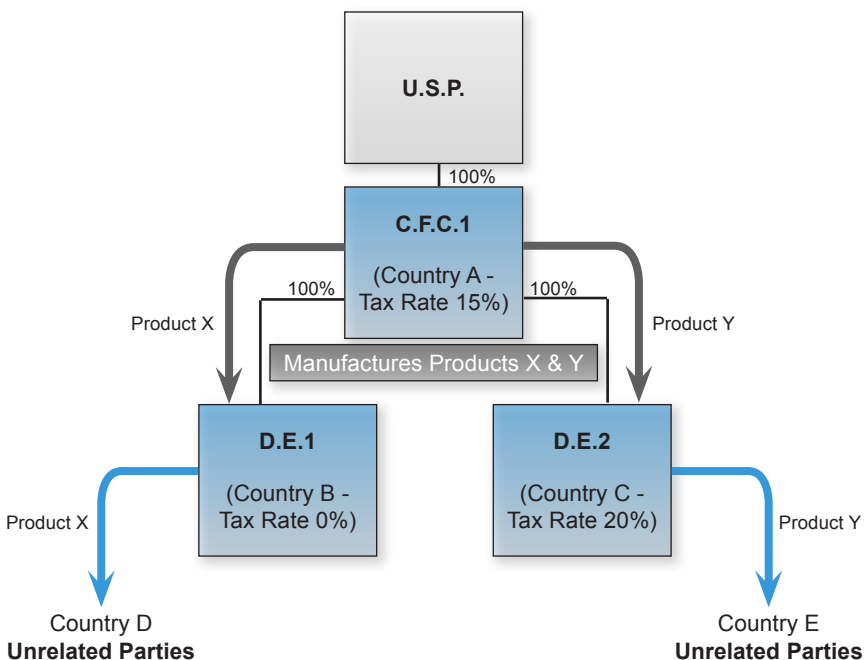 U.S.P.
100%
C.F.C.1
(Country A -
Tax Rate 15%)
100%
100%
Product X
Product Y
Manufactures Products X & Y
D.E.1
(Country B -
Tax Rate 0%)
D.E.2
(Country C -
Tax Rate 20%)
Product X
Product Y
Country D
Unrelated Parties
Country E
Unrelated Parties